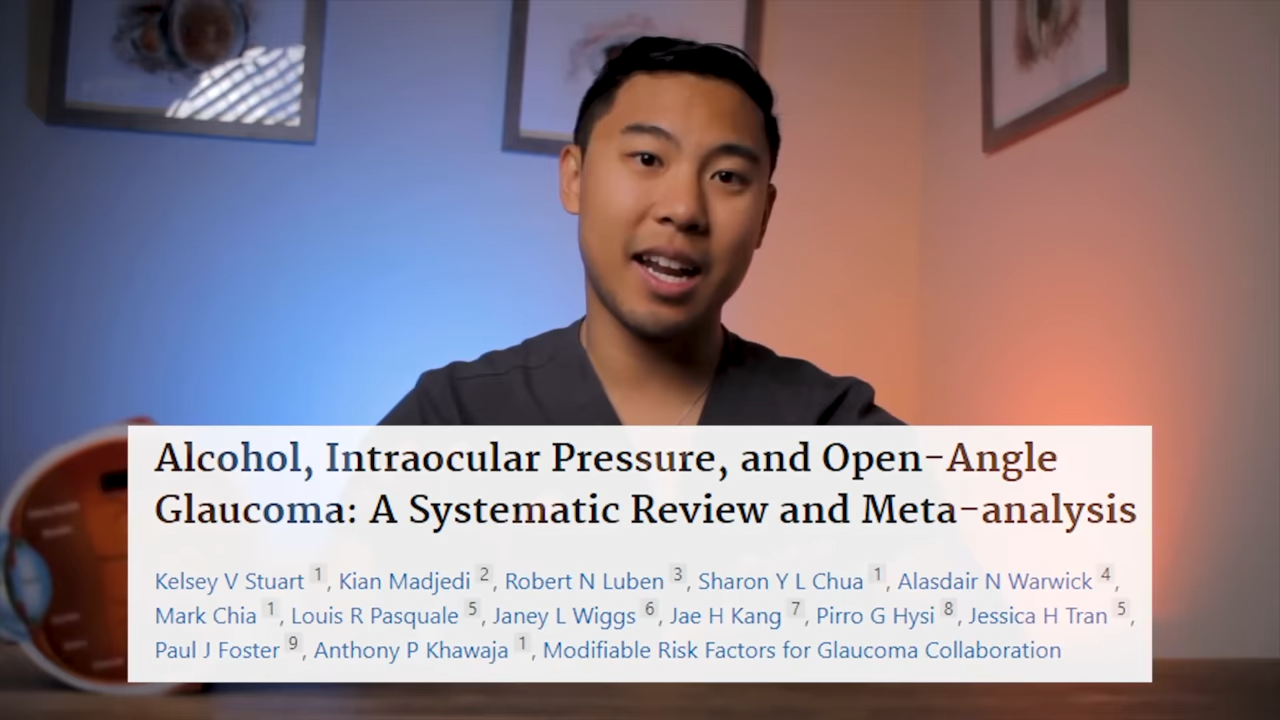 Alcohol, Intraocular Pressure, and Open-Angle
Glaucoma: A Systematic Review and Meta-analysis
Kelsey V Stuart 1, Kian Madjedi 2, Robert N Luben 3, Sharon Y L Chua 1, Alasdair N Warwick 4,
Mark Chia 1, Louis R Pasquale 5, Janey L Wiggs 6, Jae H Kang 7, Pirro G Hysi 8, Jessica H Tran 5,
Paul J Foster 9, Anthony P Khawaja 1, Modifiable Risk Factors for Glaucoma Collaboration